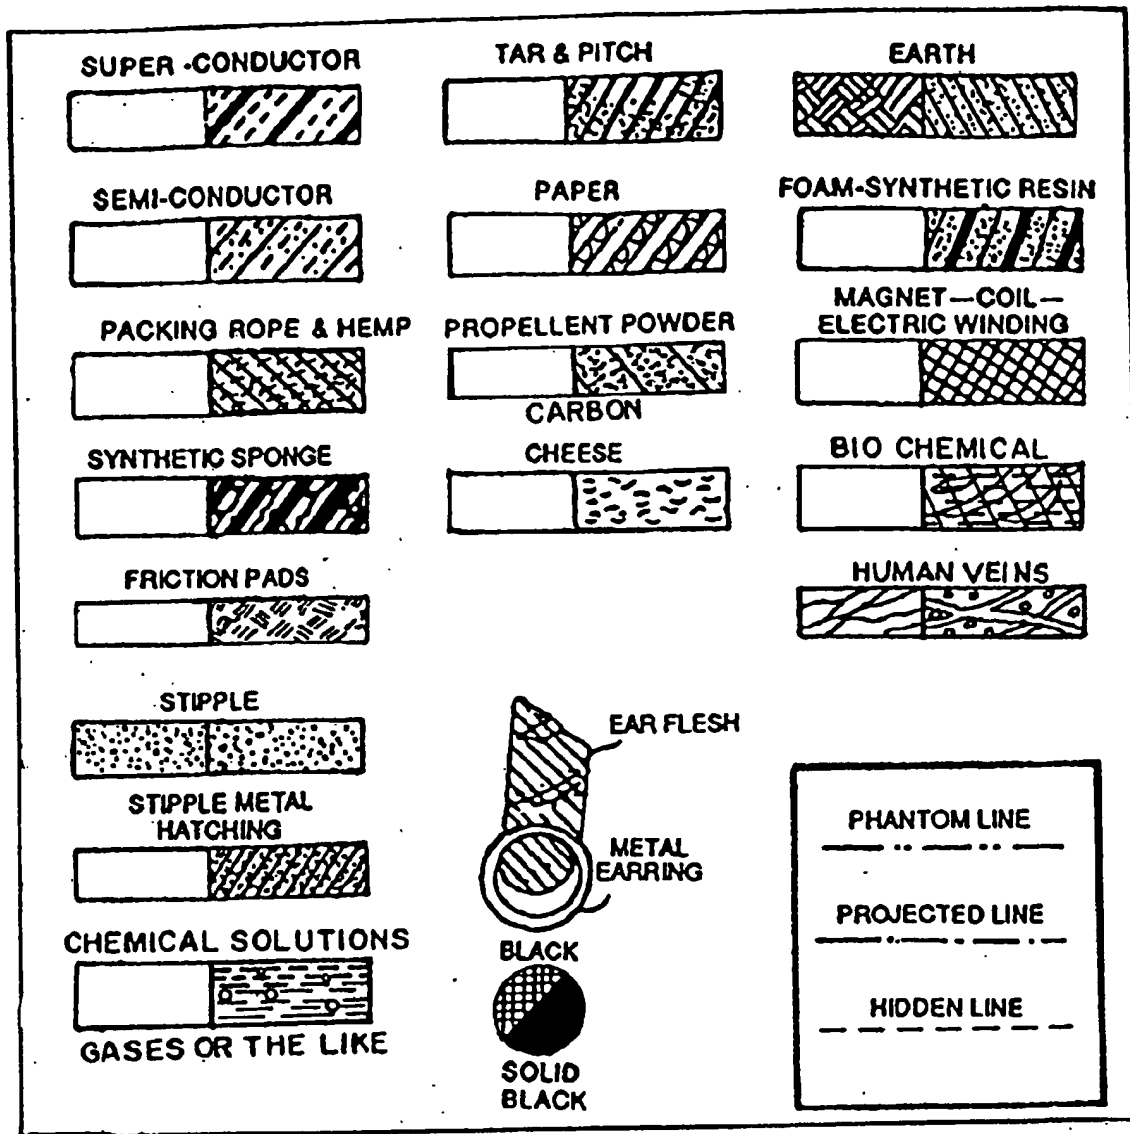 SUPER -CONDUCTOR
SEMI-CONDUCTOR
PACKING ROPE & HEMP
SYNTHETIC SPONGE
FRICTION PADS
STIPPLE
STIPPLE METAL
HATCHING
CHEMICAL SOLUTIONS
GASES OR THE LIKE
TAR & PITCH
PAPER
PROPELLENT POWDER
CARBON
CHEESE
EAR FLESH
METAL
EARRING
BLACK
SOLID
BLACK
EARTH
FOAM-SYNTHETIC RESIN
MAGNET—COIL—
ELECTRIC WINDING
BIO CHEMICAL
HUMAN VEINS
PHANTOM LINE
PROJECTED LINE
HIDDEN LINE